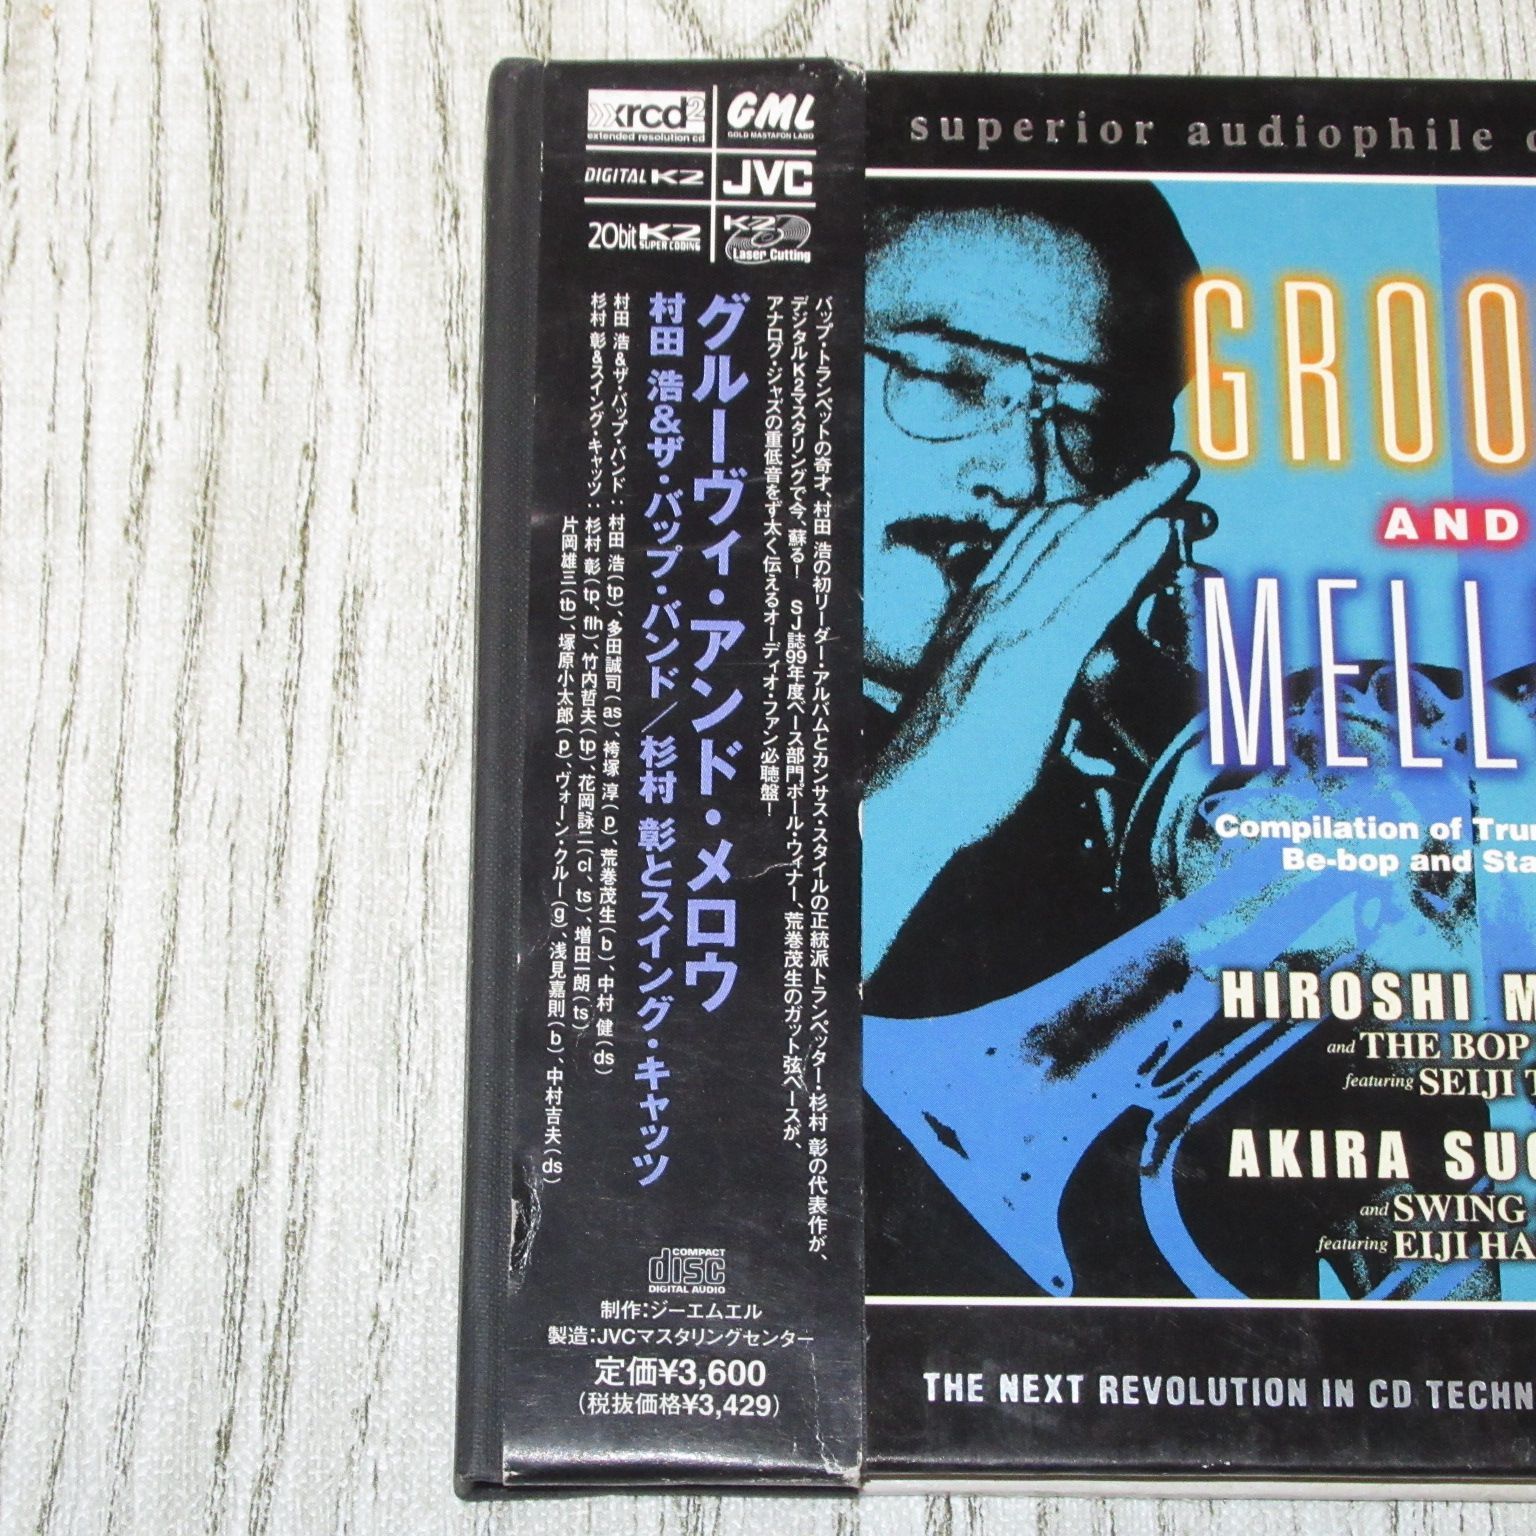 xrcd2
extended resolution cd
GML
GOLD MASTAFON LABO
DIGITAL K2
JVC
20bit K2
SUPER CODING
K2
Laser Cutting
バップ・トランペットの奇才、村田 浩の初リーダー・アルバムとカンサス・スタイルの正統派トランペッター・杉村 彰の代表作が、
デジタルK2マスタリングで今、蘇る! SJ誌99年度ベース部門ポール・ウィナー、荒巻茂生のガット弦ベースが、
アナログ・ジャズの重低音をず太く伝えるオーディオ・ファン必聴盤!
グルーヴィ・アンド・メロウ
村田 浩&ザ・バップ・バンド/杉村 彰とスイング・キャッツ
村田 浩&ザ・バップ・バンド: 村田 浩(tp)、多田誠司(as)、袴塚 淳(p)、荒巻茂生(b)、中村 健(ds)
杉村 彰&スイング・キャッツ: 杉村 彰(tp、flh)、竹内哲夫(tp)、花岡詠二(cl、ts)、増田一朗(ts)
片岡雄三(tb)、塚原小太郎(p)、ヴォーン・クルー(g)、浅見嘉則(b)、中村吉夫(ds)
COMPACT
disc
DIGITAL AUDIO
制作:ジーエムエル
製造:JVCマスタリングセンター
定価¥3,600
(税抜価格¥3,429)
superior audiophile
GROO
AND
MELL
Compilation of Tru
Be-bop and Sta
HIROSHI M
and THE BOP
featuring SEIJI T
AKIRA SUG
and SWING
featuring EIJI HA
THE NEXT REVOLUTION IN CD TECHN